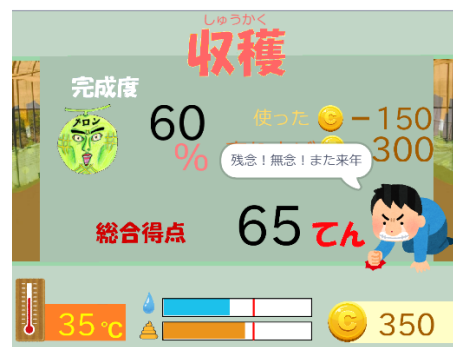 しゅうかく
収穫
完成度
メロン
60
%
使った C －150
C 300
残念！無念！また来年
総合得点 65 てん
35℃
C 350